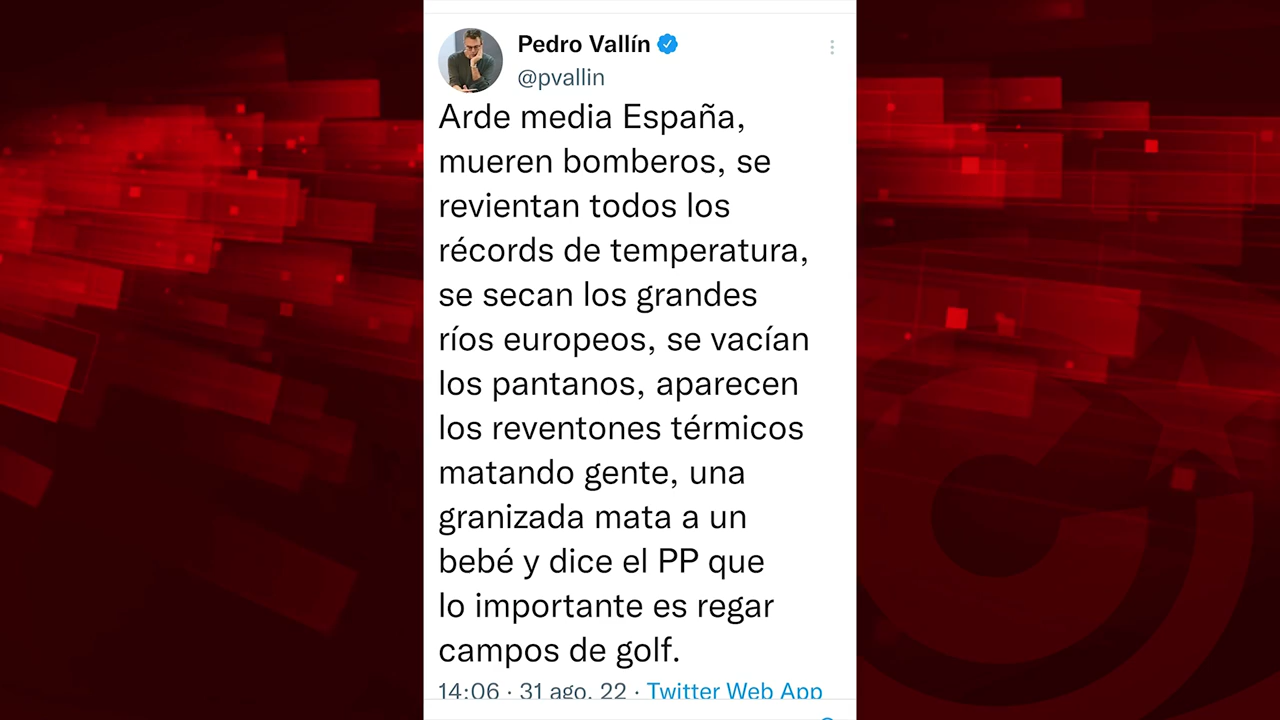 Pedro Vallín
@pvallin
Arde media España,
mueren bomberos, se
revientan todos los
récords de temperatura,
se secan los grandes
ríos europeos, se vacían
los pantanos, aparecen
los reventones térmicos
matando gente, una
granizada mata a un
bebé y dice el PP que
lo importante es regar
campos de golf.
14:06 · 31 ago. 22 · Twitter Web App